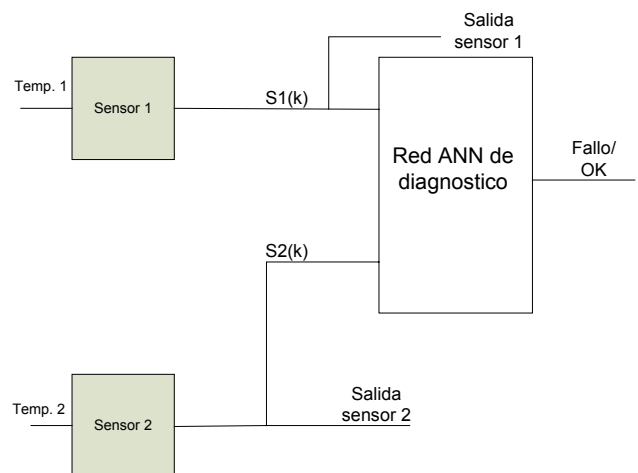 Salida
sensor 1
Temp. 1
Sensor 1
S1(k)
Red ANN de
diagnostico
Fallo/
OK
S2(k)
Temp. 2
Sensor 2
Salida
sensor 2